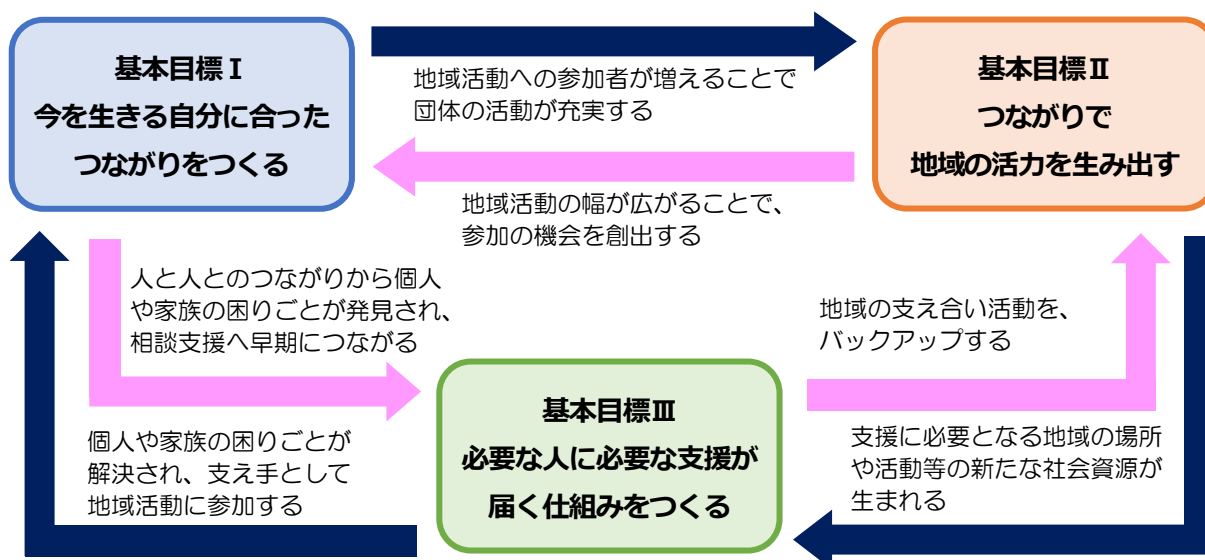 基本目標Ⅰ
今を生きる自分に合った
つながりをつくる
地域活動への参加者が増えることで
団体の活動が充実する
基本目標Ⅱ
つながりで
地域の活力を生み出す
地域活動の幅が広がることで、
参加の機会を創出する
人と人とのつながりから個人
や家族の困りごとが発見され、
相談支援へ早期につながる
地域の支え合い活動を、
バックアップする
基本目標Ⅲ
必要な人に必要な支援が
届く仕組みをつくる
個人や家族の困りごとが
解決され、支え手として
地域活動に参加する
支援に必要となる地域の場所
や活動等の新たな社会資源が
生まれる